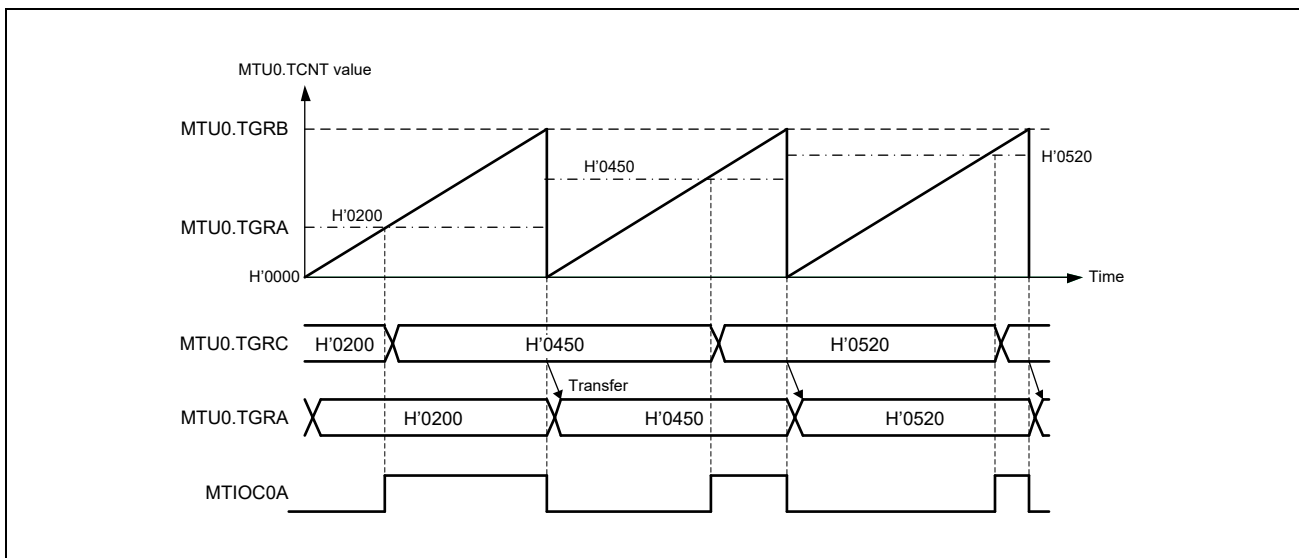 MTU0.TCNT value
MTU0.TGRB
H'0520
H'0450
H'0200
MTU0.TGRA
H'0000
Time
MTU0.TGRC
H'0200
H'0450
H'0520
Transfer
MTU0.TGRA
H'0200
H'0450
H'0520
MTIOC0A